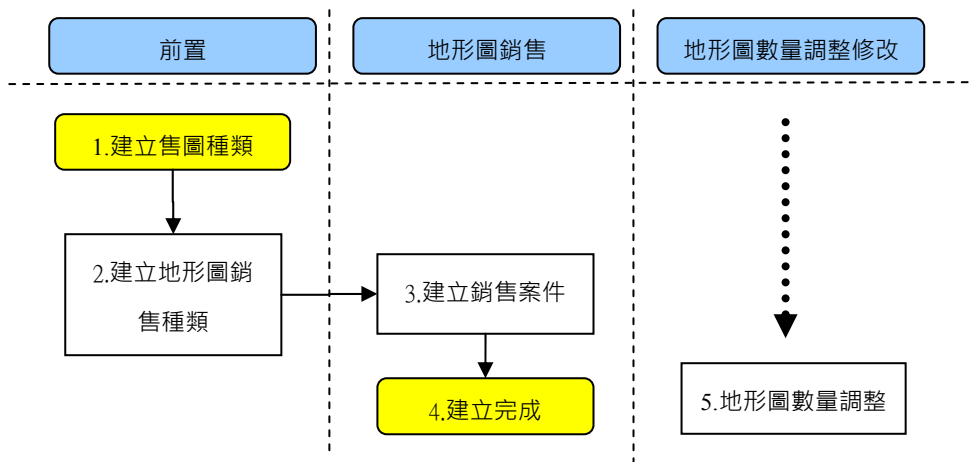 前置
地形圖銷售
地形圖數量調整修改
1.建立售圖種類
2.建立地形圖銷
售種類
3.建立銷售案件
4.建立完成
5.地形圖數量調整